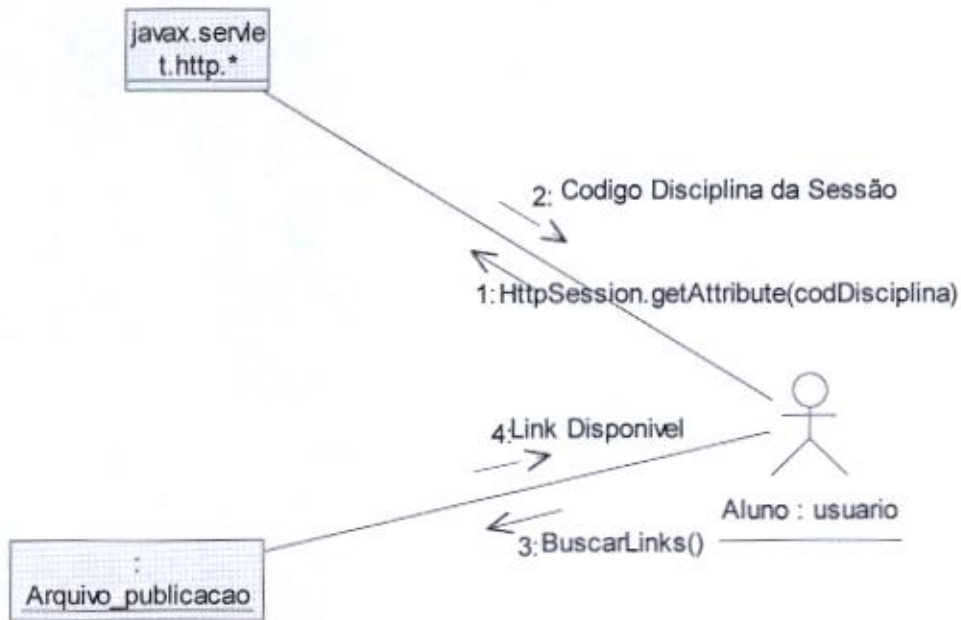 javax.servle
t.http.*
2: Codigo Disciplina da Sessão
1: HttpSession.getAttribute(codDisciplina)
4: Link Disponivel
Aluno : usuario
3: BuscarLinks()
:
Arquivo_publicacao